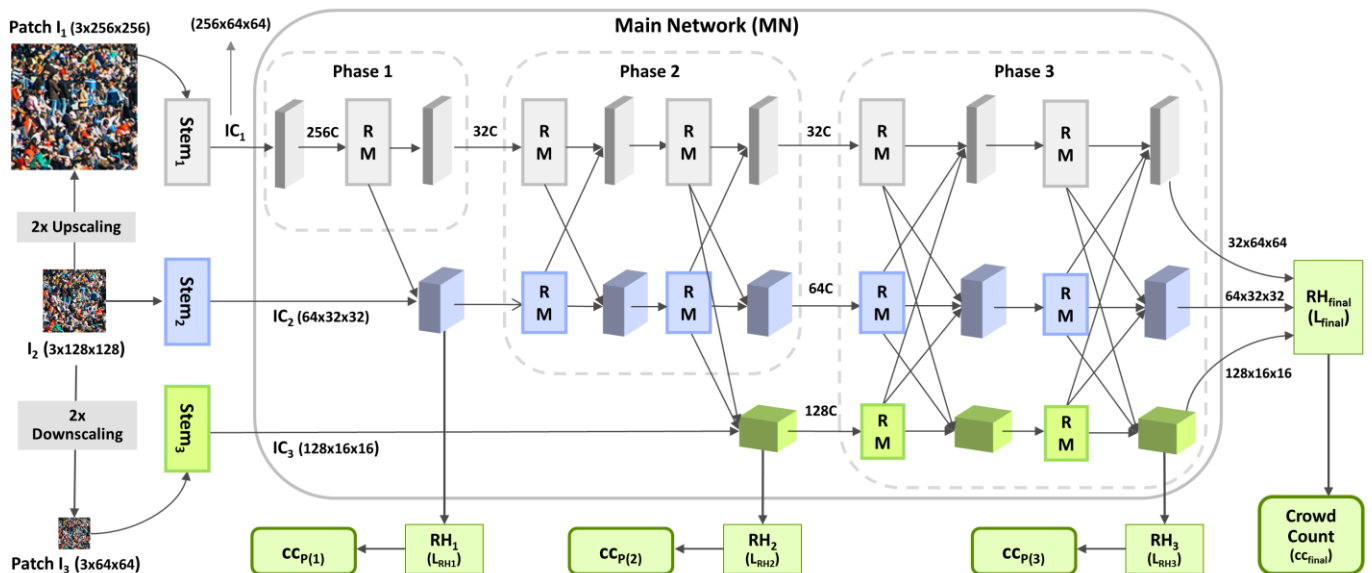 Main Network (MN)
Patch I1 (3x256x256)
(256x64x64)
Phase 1
Phase 2
Phase 3
Stem1
IC1
256C
R
M
32C
R
M
R
M
32C
R
M
R
M
2x Upscaling
32x64x64
Stem2
IC2 (64x32x32)
R
M
R
M
64C
R
M
R
M
64x32x32
RHfinal
(Lfinal)
I2 (3x128x128)
128x16x16
2x
Downscaling
Stem3
IC3 (128x16x16)
128C
R
M
R
M
Patch I3 (3x64x64)
ccP(1)
RH1
(LRH1)
ccP(2)
RH2
(LRH2)
ccP(3)
RH3
(LRH3)
Crowd
Count
(ccfinal)